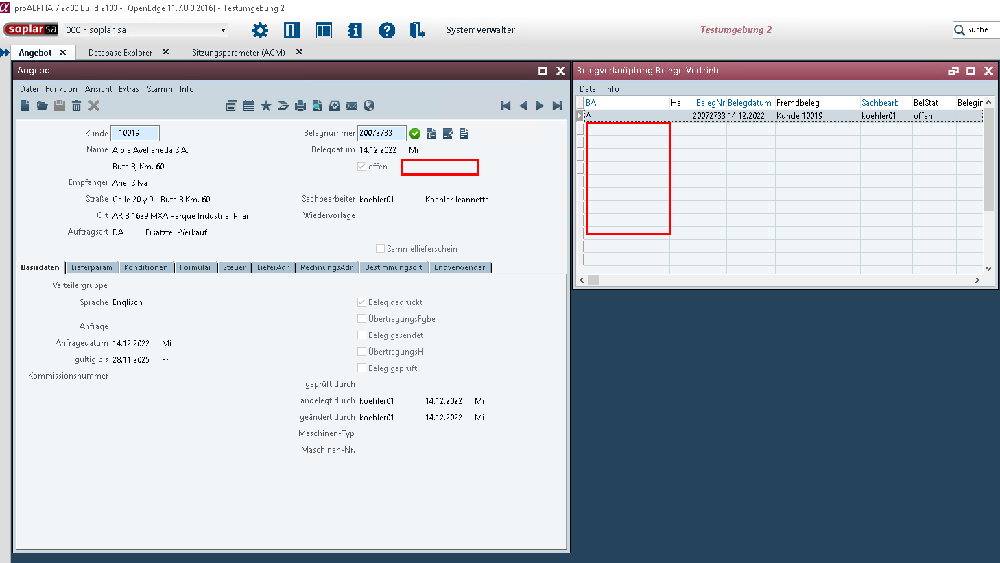 proALPHA 7.2d00 Build 2103 - [OpenEdge 11.7.8.0.2016] - Testumgebung 2
soplar sa
000 - soplar sa
Systemverwalter
Testumgebung 2
Suche
Angebot
Database Explorer
Sitzungsparameter (ACM)
Angebot
Datei Funktion Ansicht Extras Stamm Info
Kunde 10019
Belegnummer 20072733
Name Alpla Avellaneda S.A.
Belegdatum 14.12.2022 Mi
Ruta 8, Km. 60
offen
Empfänger Ariel Silva
Straße Calle 20 y 9 - Ruta 8 Km. 60
Sachbearbeiter koehler01 Koehler Jeannette
Ort AR B 1629 MXA Parque Industrial Pilar
Wiedervorlage
Auftragsart DA Ersatzteil-Verkauf
Sammellieferschein
Basisdaten Lieferparam Konditionen Formular Steuer LieferAdr RechnungsAdr Bestimmungsort Endverwender
Verteilergruppe
Sprache Englisch
Beleg gedruckt
ÜbertragungsFgbe
Anfrage
Beleg gesendet
Anfragedatum 14.12.2022 Mi
ÜbertragungsHi
gültig bis 28.11.2025 Fr
Beleg geprüft
Kommissionsnummer
geprüft durch
angelegt durch koehler01 14.12.2022 Mi
geändert durch koehler01 14.12.2022 Mi
Maschinen-Typ
Maschinen-Nr.
Belegverknüpfung Belege Vertrieb
Datei Info
BA Her BelegNr Belegdatum Fremdbeleg Sachbearb BelStat Belegir
A 20072733 14.12.2022 Kunde 10019 koehler01 offen